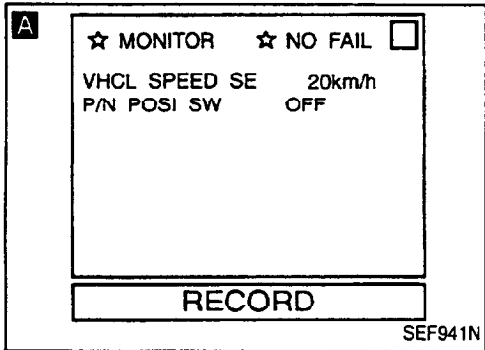 A
☆ MONITOR ☆ NO FAIL
VHCL SPEED SE 20km/h
P/N POSI SW OFF
RECORD
SEF941N